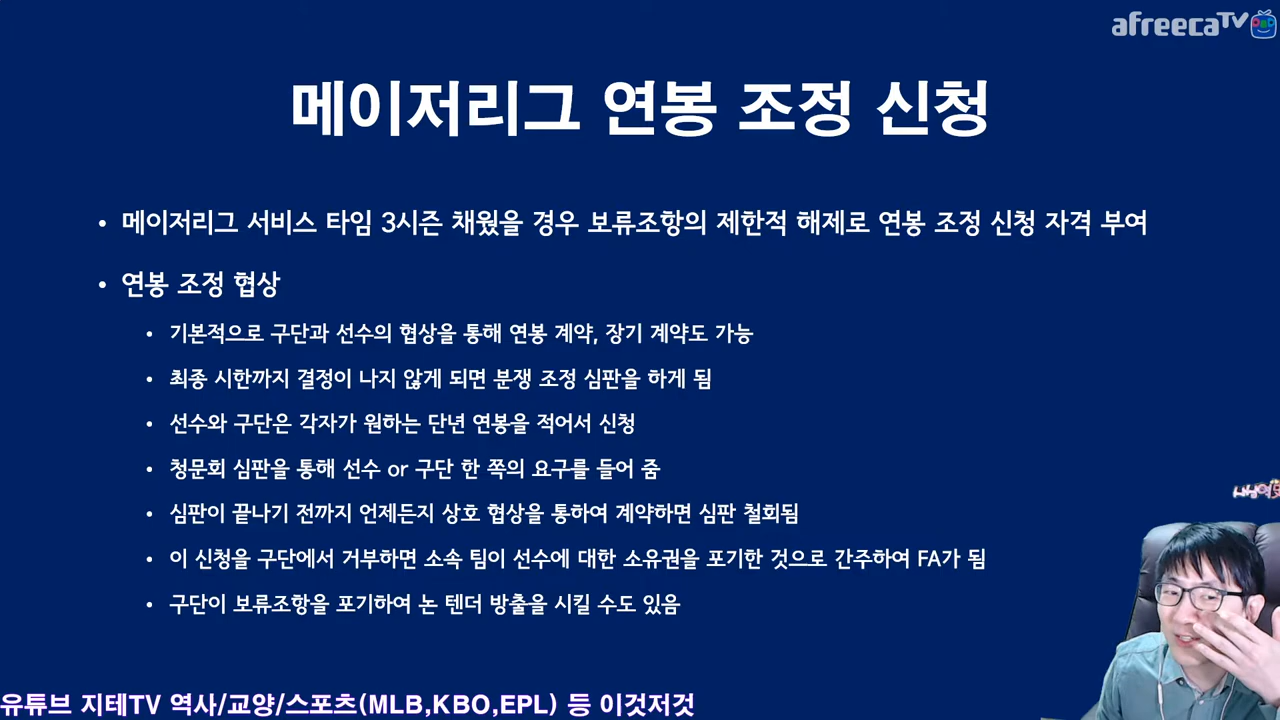 afreecaTV
메이저리그 연봉 조정 신청
• 메이저리그 서비스 타임 3시즌 채웠을 경우 보류조항의 제한적 해제로 연봉 조정 신청 자격 부여
• 연봉 조정 협상
• 기본적으로 구단과 선수의 협상을 통해 연봉 계약, 장기 계약도 가능
• 최종 시한까지 결정이 나지 않게 되면 분쟁 조정 심판을 하게 됨
• 선수와 구단은 각자가 원하는 단년 연봉을 적어서 신청
• 청문회 심판을 통해 선수 or 구단 한 쪽의 요구를 들어 줌
• 심판이 끝나기 전까지 언제든지 상호 협상을 통하여 계약하면 심판 철회됨
• 이 신청을 구단에서 거부하면 소속 팀이 선수에 대한 소유권을 포기한 것으로 간주하여 FA가 됨
• 구단이 보류조항을 포기하여 논 텐더 방출을 시킬 수도 있음
유튜브 지테TV 역사/교양/스포츠(MLB,KBO,EPL) 등 이것저것